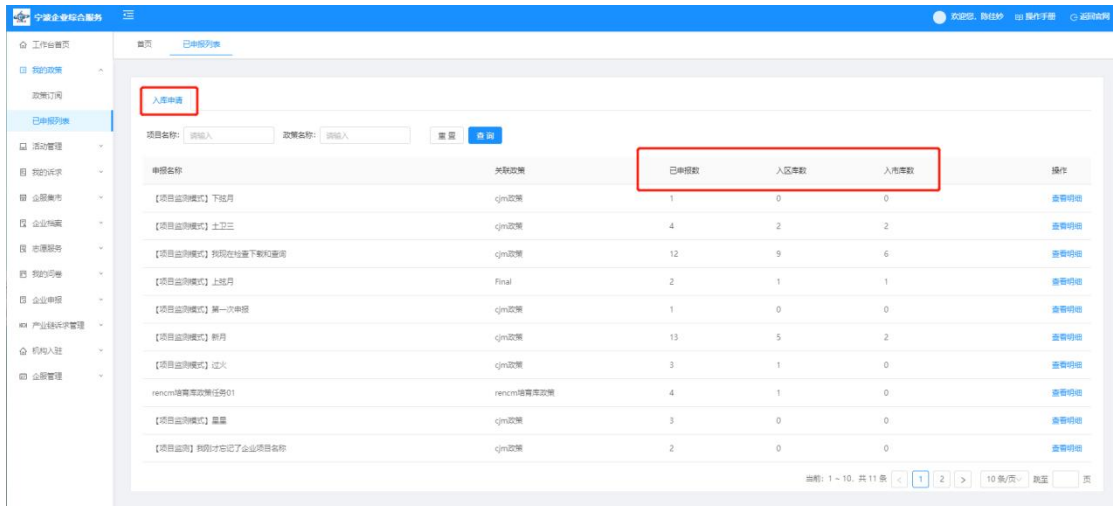 宁波企业综合服务
欢迎您、陈佳妙 操作手册 返回官网
工作台首页
首页 已申报列表
我的政策
政策订阅
已申报列表
活动管理
我的诉求
企服集市
企业档案
志愿服务
我的问卷
企业申报
产业链诉求管理
机构入驻
企服管理
入库申请
项目名称: 请输入 政策名称: 请输入 重置 查询
申报名称 关联政策 已申报数 入区库数 入市库数 操作
【项目监测模式】下弦月 cjm政策 1 0 0 查看明细
【项目监测模式】土卫三 cjm政策 4 2 2 查看明细
【项目监测模式】我现在检查下载和查询 cjm政策 12 9 6 查看明细
【项目监测模式】上弦月 Final 2 1 1 查看明细
【项目监测模式】第一次申报 cjm政策 1 0 0 查看明细
【项目监测模式】新月 cjm政策 13 5 2 查看明细
【项目监测模式】过火 cjm政策 3 1 0 查看明细
rencm培育库政策任务01 rencm培育库政策 4 1 0 查看明细
【项目监测模式】星星 cjm政策 3 0 0 查看明细
【项目监测】我刚才忘记了企业项目名称 cjm政策 2 0 0 查看明细
当前: 1 ~ 10, 共 11 条 < 1 2 > 10 条/页 跳至 页